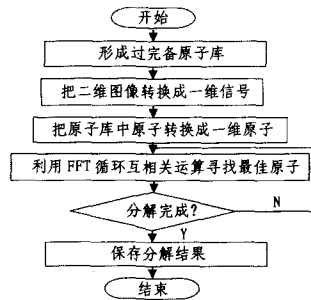 开始
形成过完备原子库
把二维图像转换成一维信号
把原子库中原子转换成一维原子
利用FFT循环互相关运算寻找最佳原子
分解完成?
N
Y
保存分解结果
结束